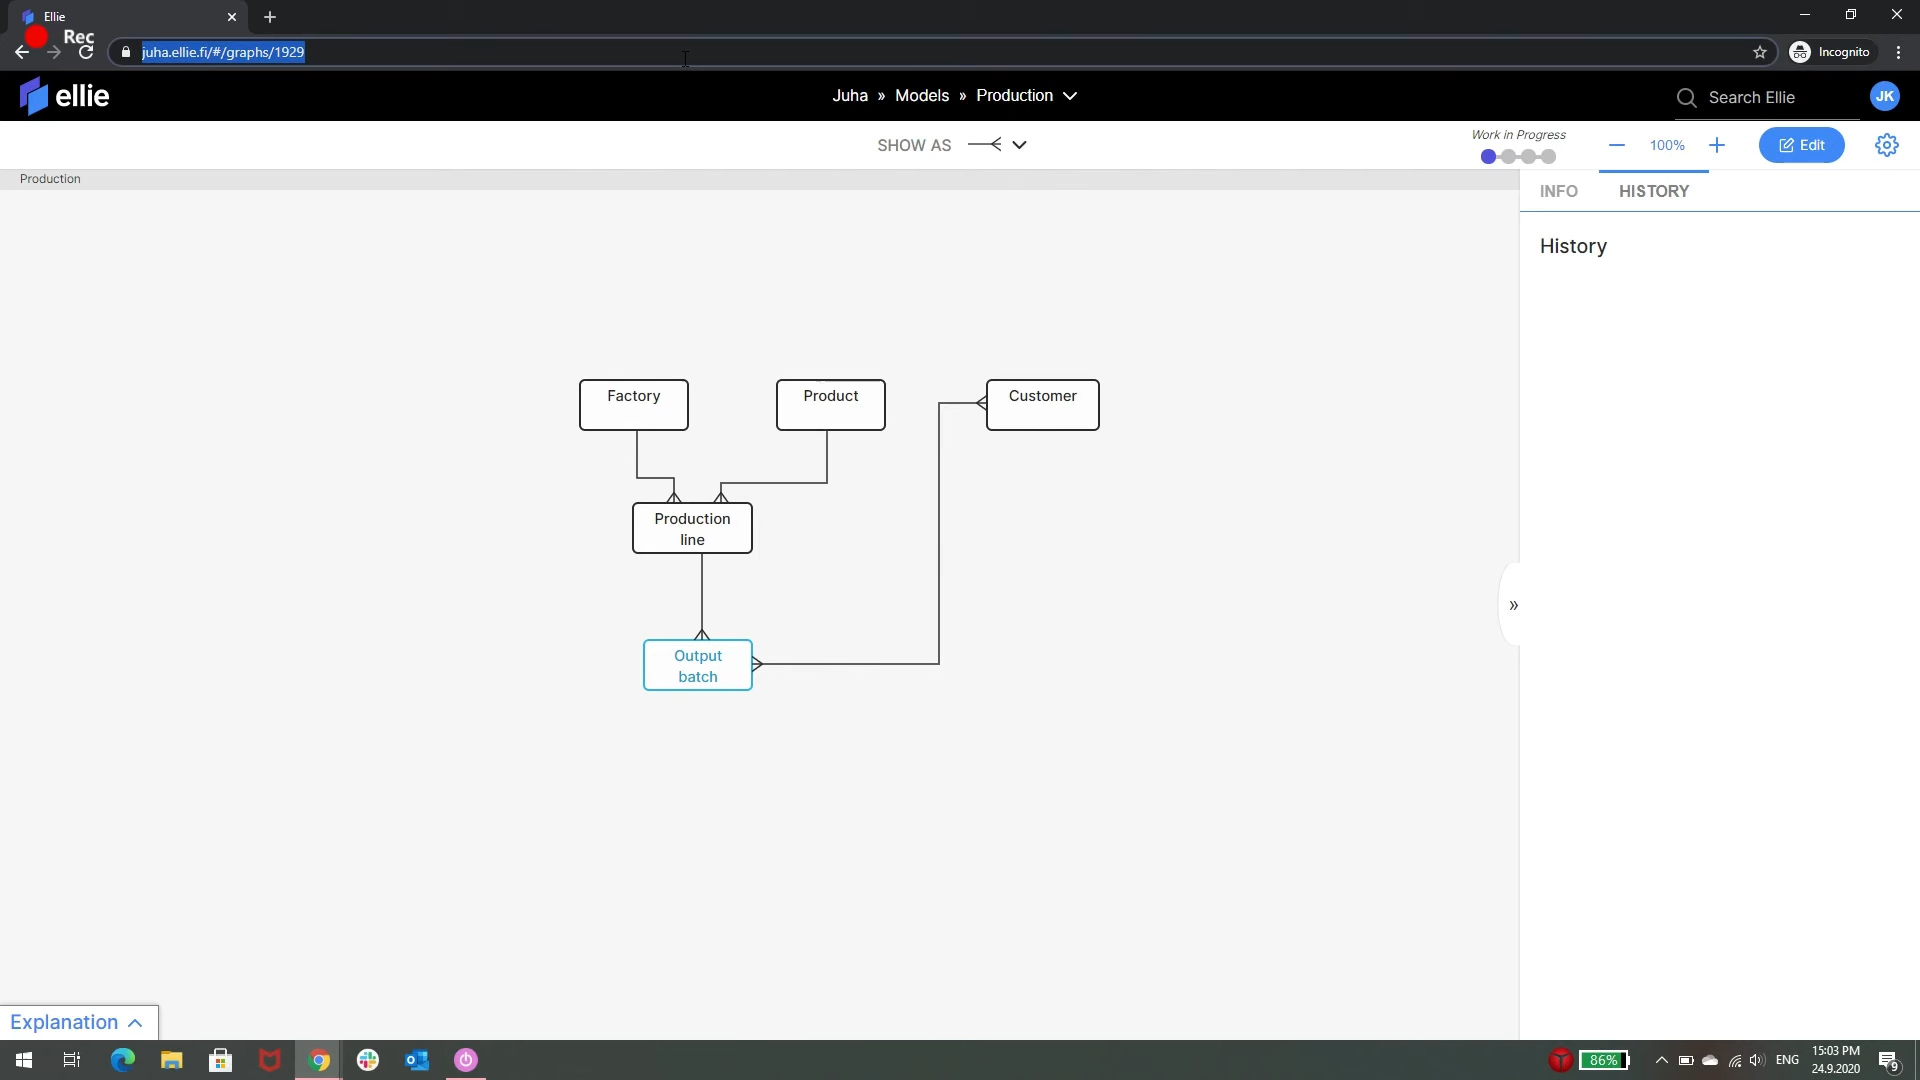 Ellie
Rec
juha.ellie.fi/#/graphs/1929
Incognito
ellie
Juha » Models » Production
Search Ellie
JK
SHOW AS
Work in Progress
100%
Edit
Production
INFO
HISTORY
History
Factory
Product
Customer
Production
line
Output
batch
»
Explanation
86%
ENG
15:03 PM
24.9.2020
9